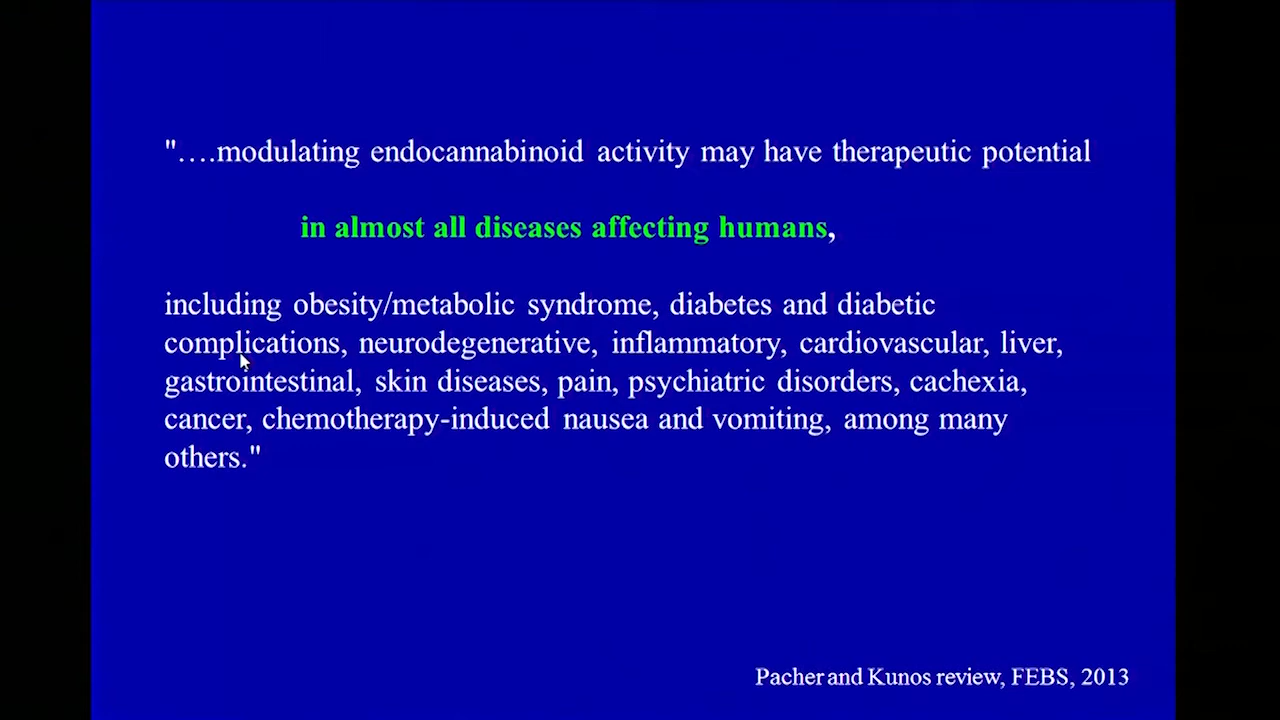 "….modulating endocannabinoid activity may have therapeutic potential
in almost all diseases affecting humans,
including obesity/metabolic syndrome, diabetes and diabetic
complications, neurodegenerative, inflammatory, cardiovascular, liver,
gastrointestinal, skin diseases, pain, psychiatric disorders, cachexia,
cancer, chemotherapy-induced nausea and vomiting, among many
others."
Pacher and Kunos review, FEBS, 2013